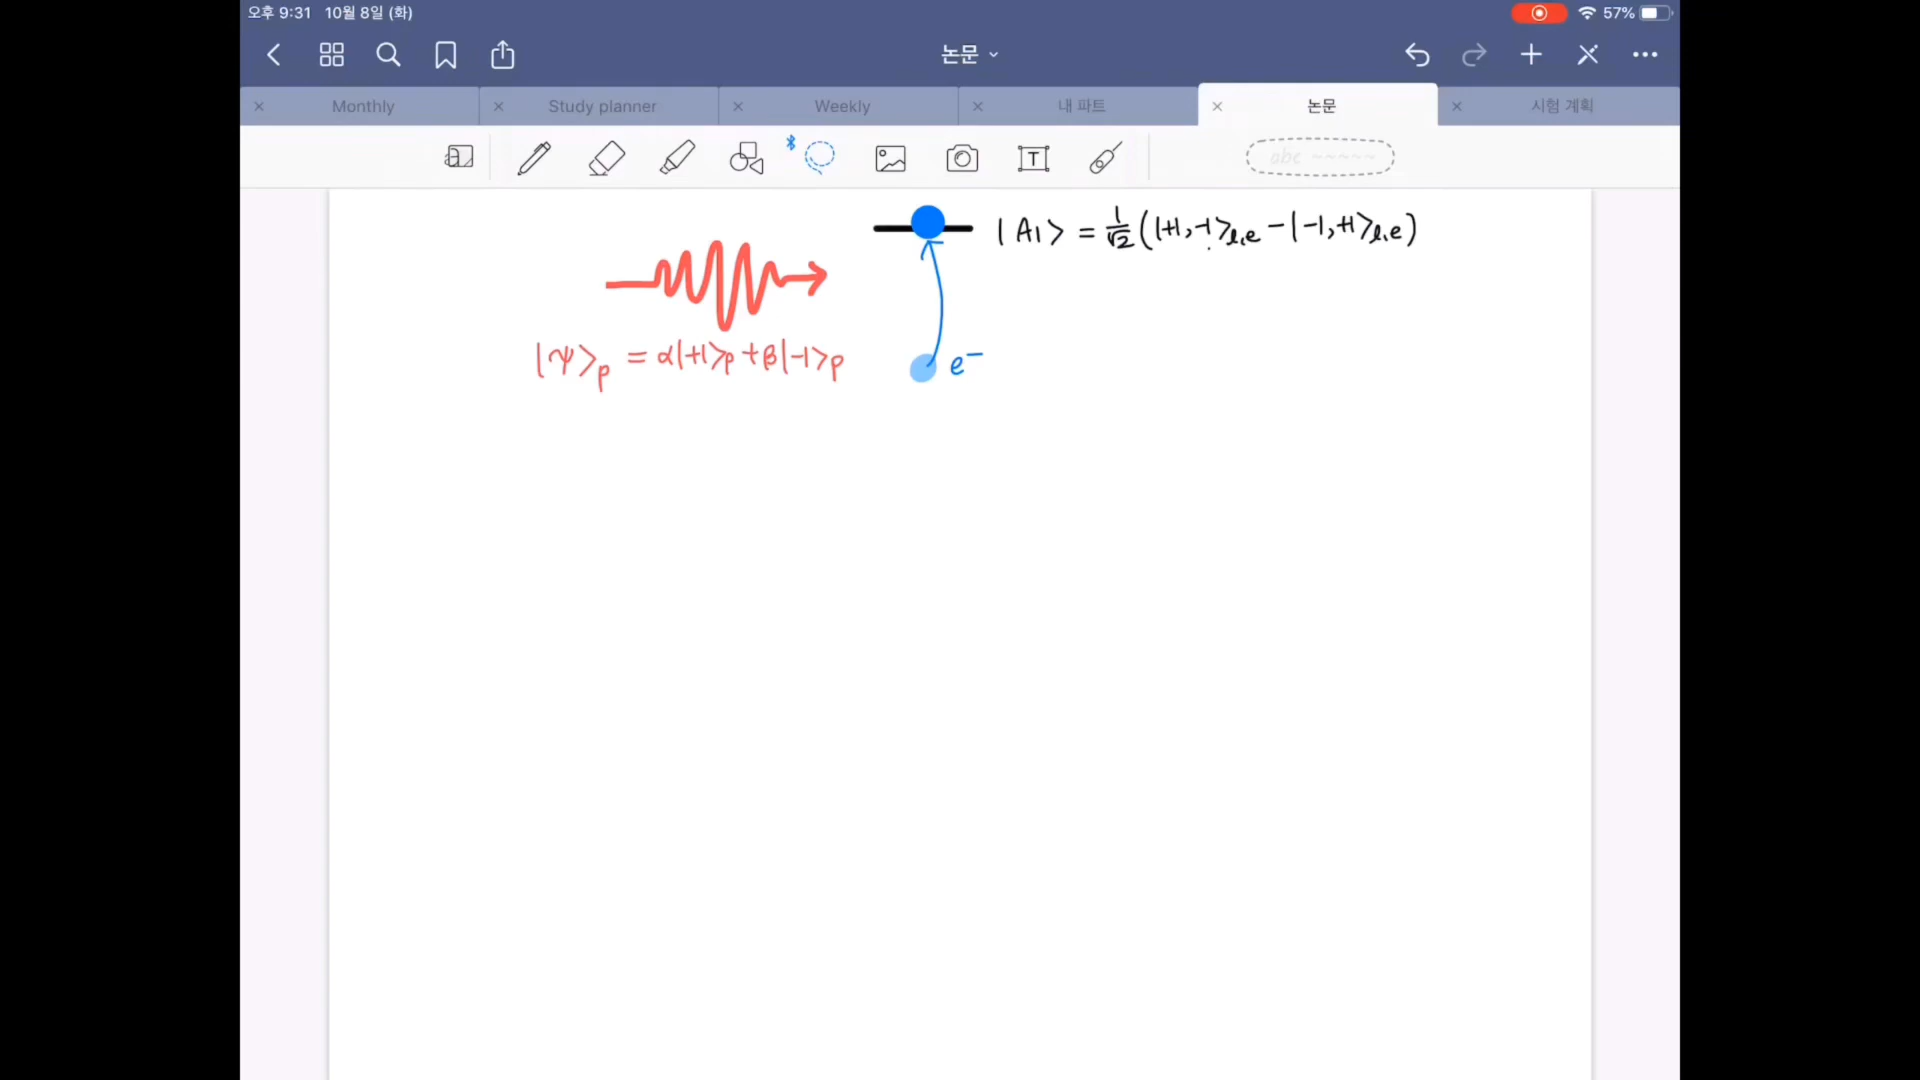 오후 9:31 10월 8일 (화) 57%
논문
Monthly Study planner Weekly 내 파트 논문 시험 계획
abc ~~~~~
|A1> = 1/√2 (|+1,-1>l,e - |-1,+1>l,e)
|ψ>p = α|+1>p + β|-1>p
e⁻